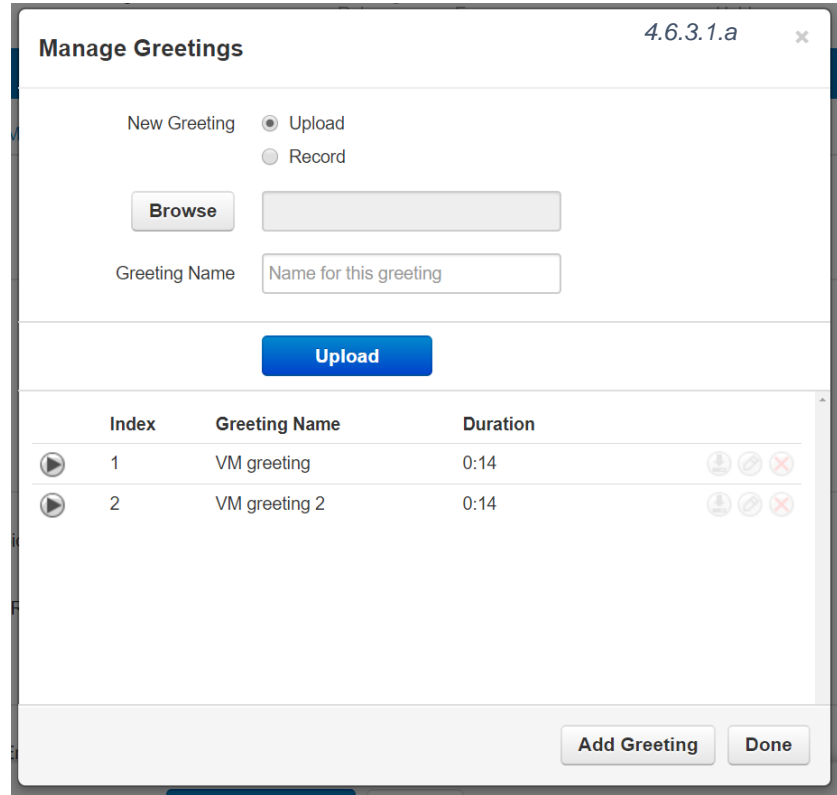 4.6.3.1.a
Manage Greetings
×
New Greeting
Upload
Record
Browse
Greeting Name
Name for this greeting
Upload
Index Greeting Name Duration
1 VM greeting 0:14
2 VM greeting 2 0:14
Add Greeting Done